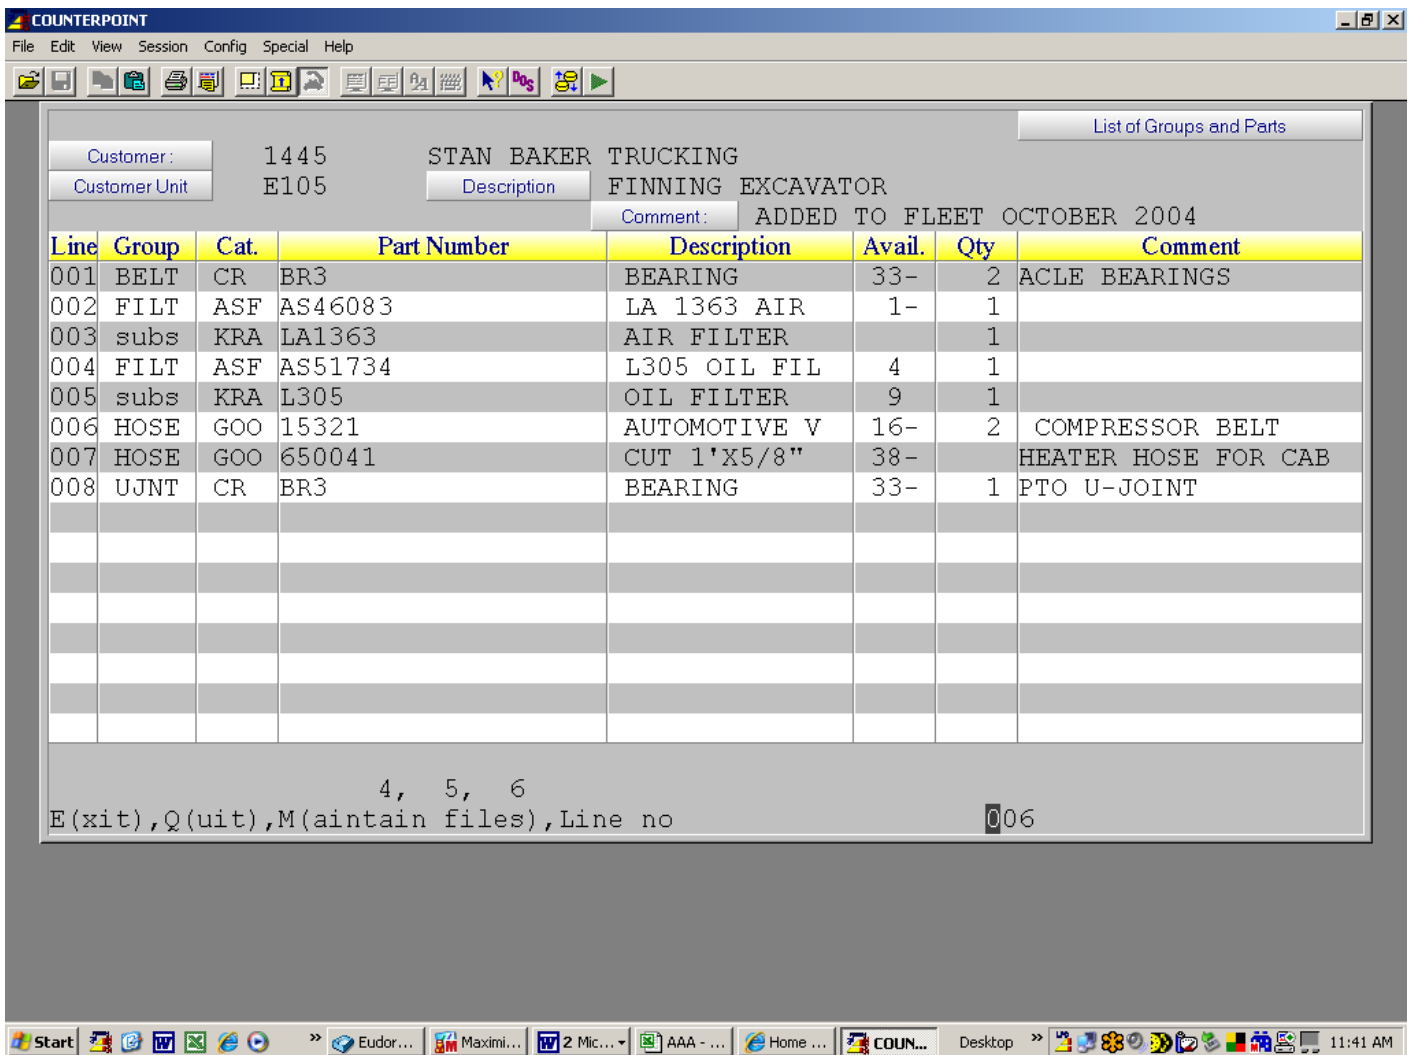 COUNTERPOINT
File Edit View Session Config Special Help
DOS
List of Groups and Parts
Customer : 1445 STAN BAKER TRUCKING
Customer Unit E105 Description FINNING EXCAVATOR
Comment : ADDED TO FLEET OCTOBER 2004
Line Group Cat. Part Number Description Avail. Qty Comment
001 BELT CR BR3 BEARING 33- 2 ACLE BEARINGS
002 FILT ASF AS46083 LA 1363 AIR 1- 1
003 subs KRA LA1363 AIR FILTER 1
004 FILT ASF AS51734 L305 OIL FIL 4 1
005 subs KRA L305 OIL FILTER 9 1
006 HOSE GOO 15321 AUTOMOTIVE V 16- 2 COMPRESSOR BELT
007 HOSE GOO 650041 CUT 1'X5/8" 38- HEATER HOSE FOR CAB
008 UJNT CR BR3 BEARING 33- 1 PTO U-JOINT
4, 5, 6
E(xit),Q(uit),M(aintain files),Line no 006
Start » Eudor... Maximi... 2 Mic... AAA - ... Home ... COUN... Desktop » 11:41 AM